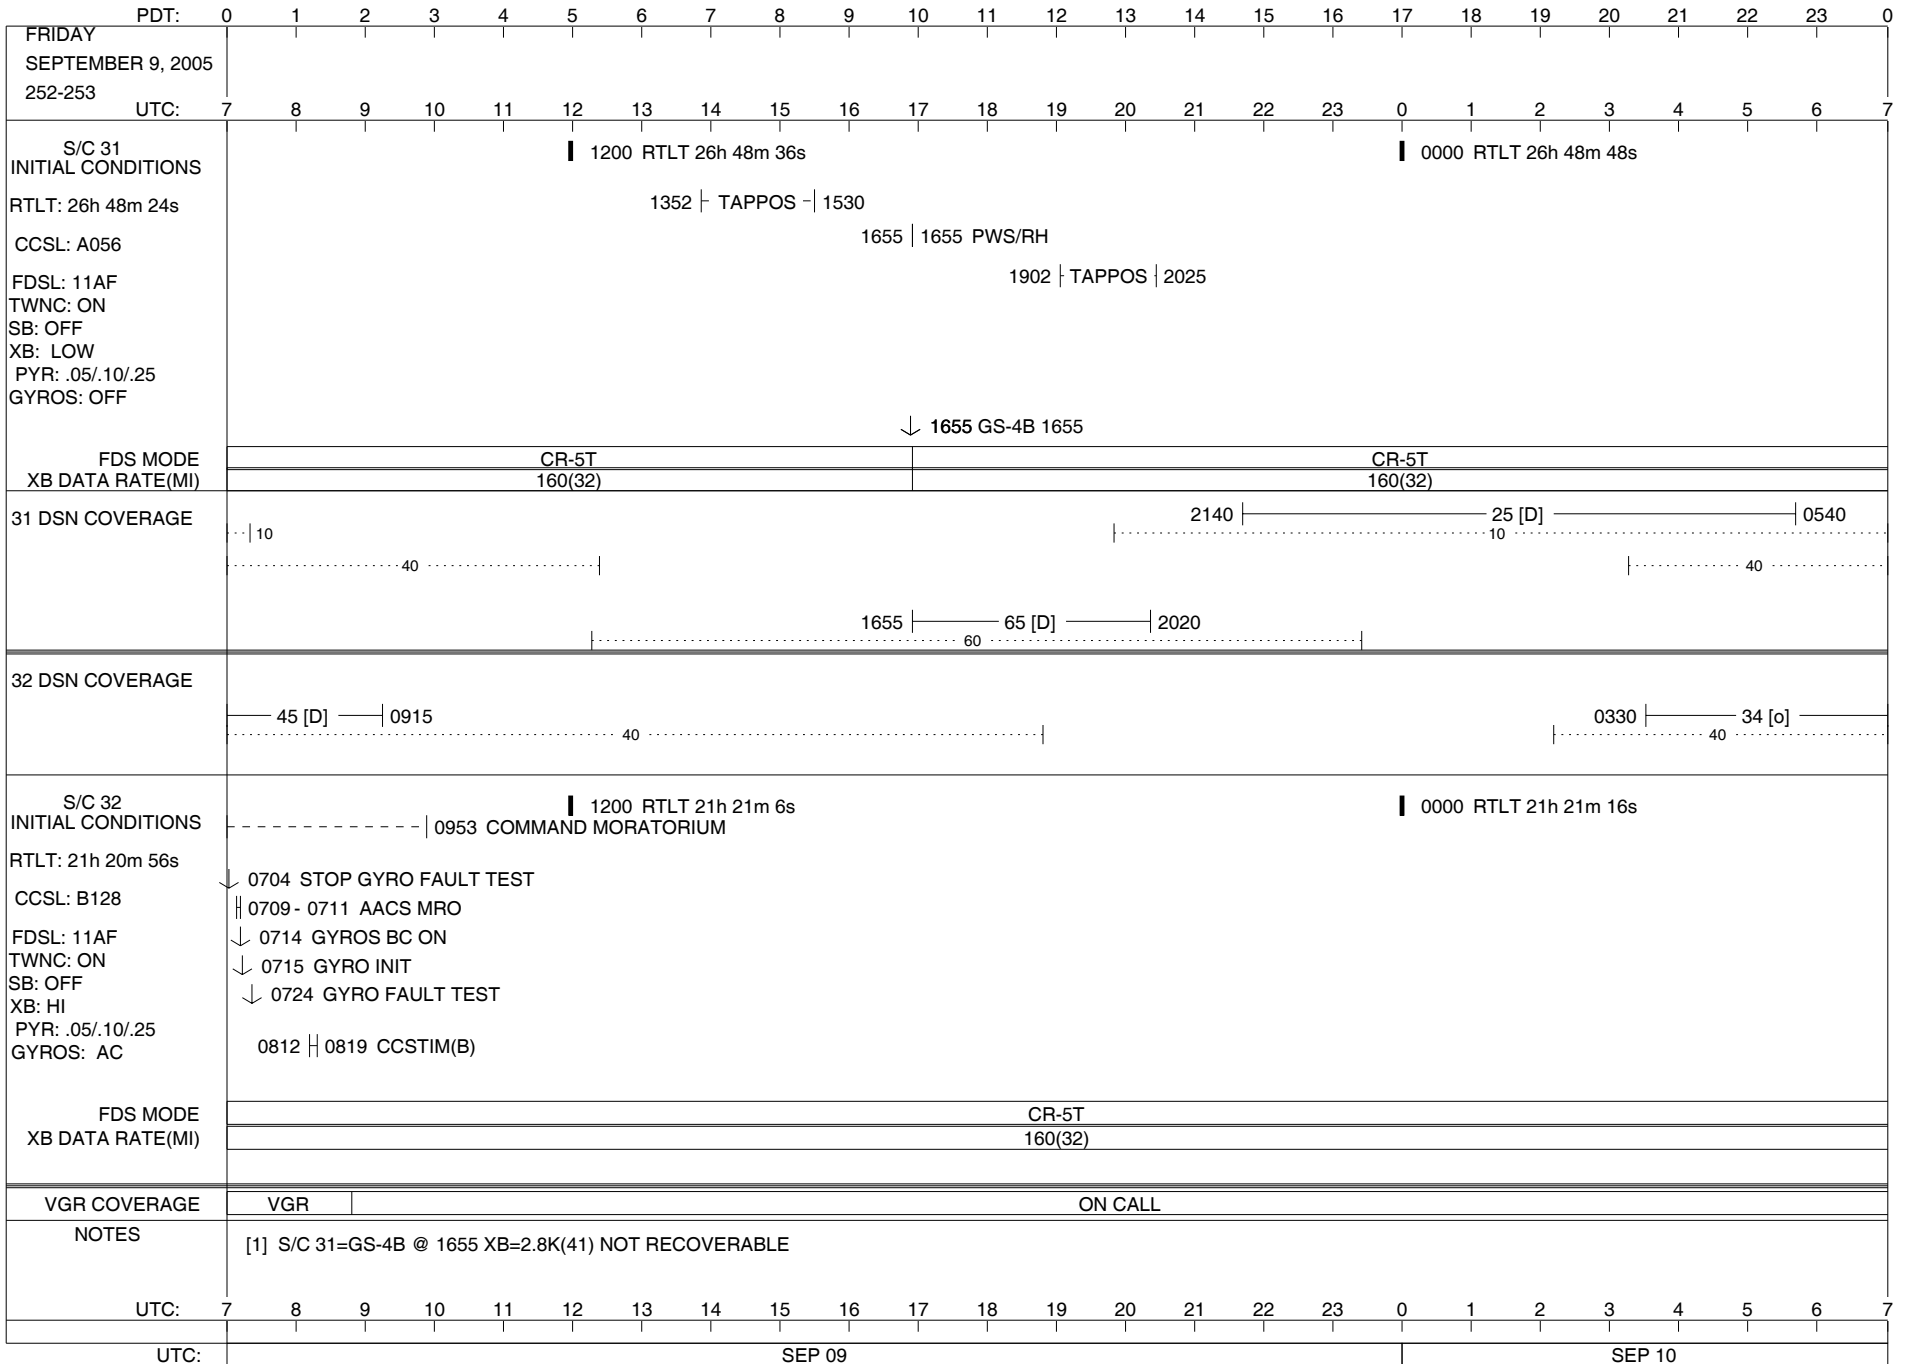 PDT: 0 1 2 3 4 5 6 7 8 9 10 11 12 13 14 15 16 17 18 19 20 21 22 23 0
FRIDAY
SEPTEMBER 9, 2005
252-253
UTC: 7 8 9 10 11 12 13 14 15 16 17 18 19 20 21 22 23 0 1 2 3 4 5 6 7
S/C 31
INITIAL CONDITIONS
1200 RTLT 26h 48m 36s
0000 RTLT 26h 48m 48s
RTLT: 26h 48m 24s
1352 TAPPOS 1530
CCSL: A056
1655 1655 PWS/RH
FDSL: 11AF
1902 TAPPOS 2025
TWNC: ON
SB: OFF
XB: LOW
PYR: .05/.10/.25
GYROS: OFF
1655 GS-4B 1655
FDS MODE CR-5T CR-5T
XB DATA RATE(MI) 160(32) 160(32)
31 DSN COVERAGE
2140 25 [D] 0540
10 10
40 40
1655 65 [D] 2020
60
32 DSN COVERAGE
45 [D] 0915 0330 34 [o]
40 40
S/C 32
INITIAL CONDITIONS
1200 RTLT 21h 21m 6s
0000 RTLT 21h 21m 16s
0953 COMMAND MORATORIUM
RTLT: 21h 20m 56s
0704 STOP GYRO FAULT TEST
CCSL: B128
0709 - 0711 AACS MRO
FDSL: 11AF
0714 GYROS BC ON
TWNC: ON
0715 GYRO INIT
SB: OFF
0724 GYRO FAULT TEST
XB: HI
PYR: .05/.10/.25
GYROS: AC
0812 0819 CCSTIM(B)
FDS MODE CR-5T
XB DATA RATE(MI) 160(32)
VGR COVERAGE VGR ON CALL
NOTES
[1] S/C 31=GS-4B @ 1655 XB=2.8K(41) NOT RECOVERABLE
UTC: 7 8 9 10 11 12 13 14 15 16 17 18 19 20 21 22 23 0 1 2 3 4 5 6 7
UTC: SEP 09 SEP 10